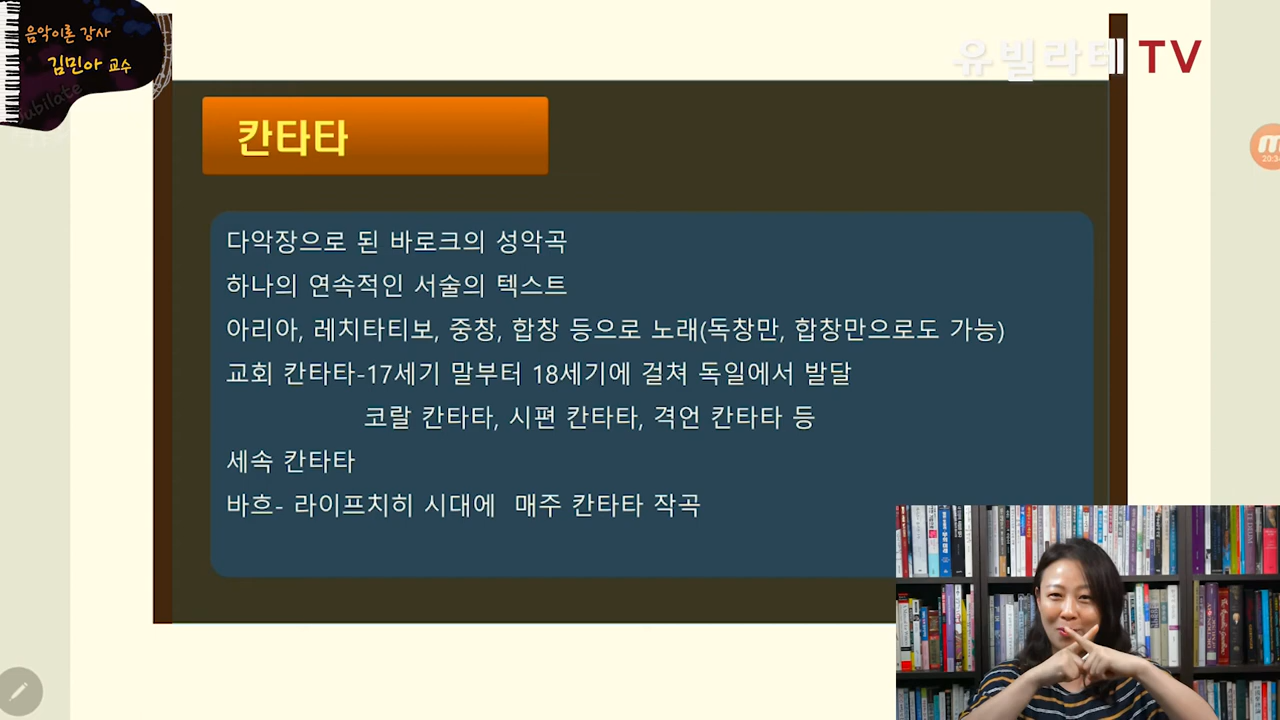 음악이론 강사
김민아 교수
Jubilate
유빌라테 TV
칸타타
다악장으로 된 바로크의 성악곡
하나의 연속적인 서술의 텍스트
아리아, 레치타티보, 중창, 합창 등으로 노래(독창만, 합창만으로도 가능)
교회 칸타타-17세기 말부터 18세기에 걸쳐 독일에서 발달
코랄 칸타타, 시편 칸타타, 격언 칸타타 등
세속 칸타타
바흐- 라이프치히 시대에 매주 칸타타 작곡